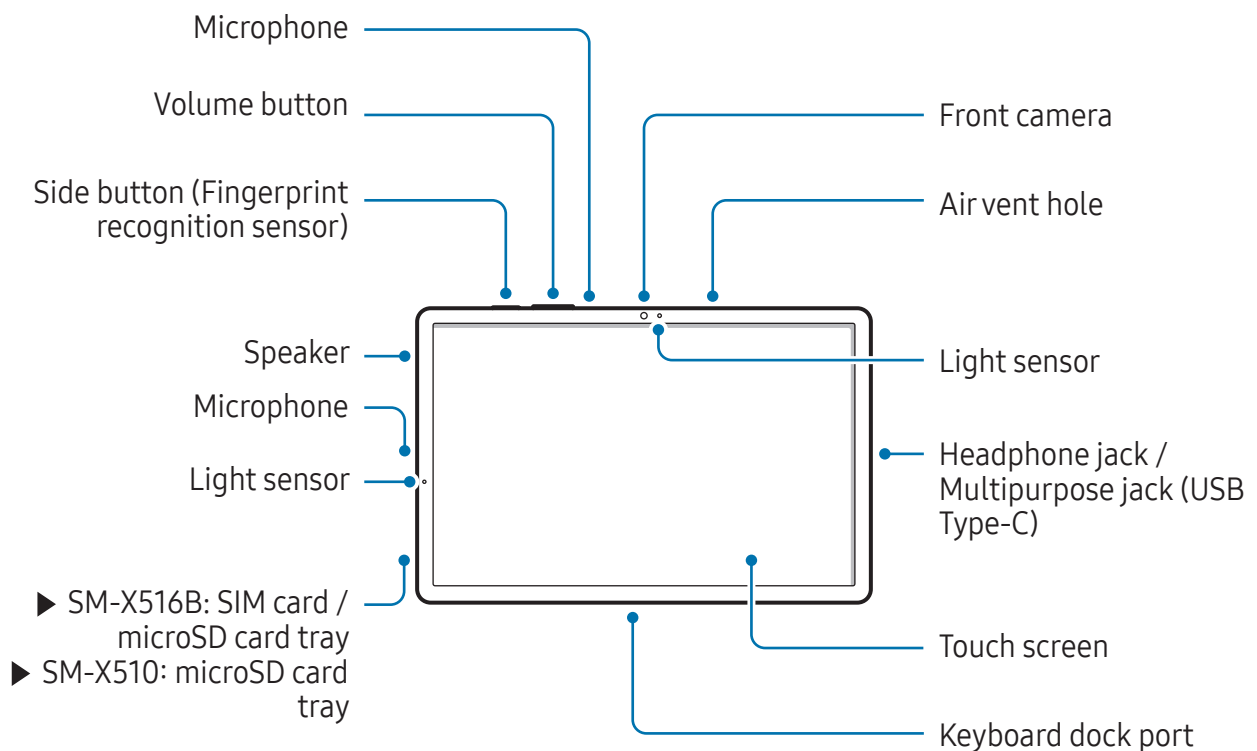 Microphone
Volume button
Side button (Fingerprint
recognition sensor)
Speaker
Microphone
Light sensor
▶ SM-X516B: SIM card /
microSD card tray
▶ SM-X510: microSD card
tray
Front camera
Air vent hole
Light sensor
Headphone jack /
Multipurpose jack (USB
Type-C)
Touch screen
Keyboard dock port